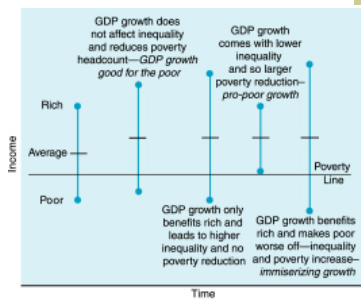 GDP growth does
not affect inequality
and reduces poverty
headcount—GDP growth
good for the poor
GDP growth
comes with lower
inequality
and so larger
poverty reduction–
pro-poor growth
Rich
Average
Poor
Income
Poverty
Line
GDP growth only
benefits rich and
leads to higher
inequality and no
poverty reduction
GDP growth benefits
rich and makes poor
worse off—inequality
and poverty increase–
immiserizing growth
Time